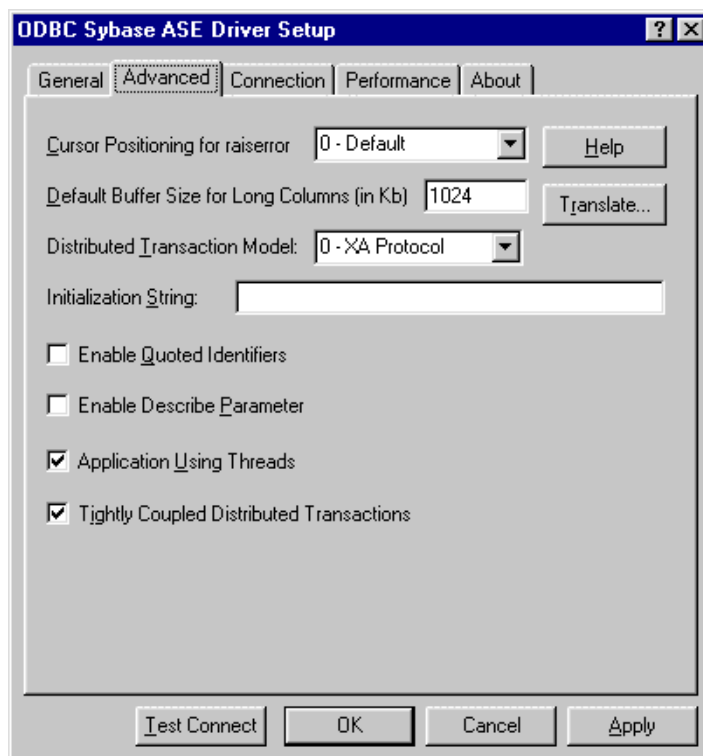 ODBC Sybase ASE Driver Setup
General Advanced Connection Performance About
Cursor Positioning for raiserror 0 - Default Help
Default Buffer Size for Long Columns (in Kb) 1024 Translate...
Distributed Transaction Model: 0 - XA Protocol
Initialization String:
Enable Quoted Identifiers
Enable Describe Parameter
Application Using Threads
Tightly Coupled Distributed Transactions
Test Connect OK Cancel Apply